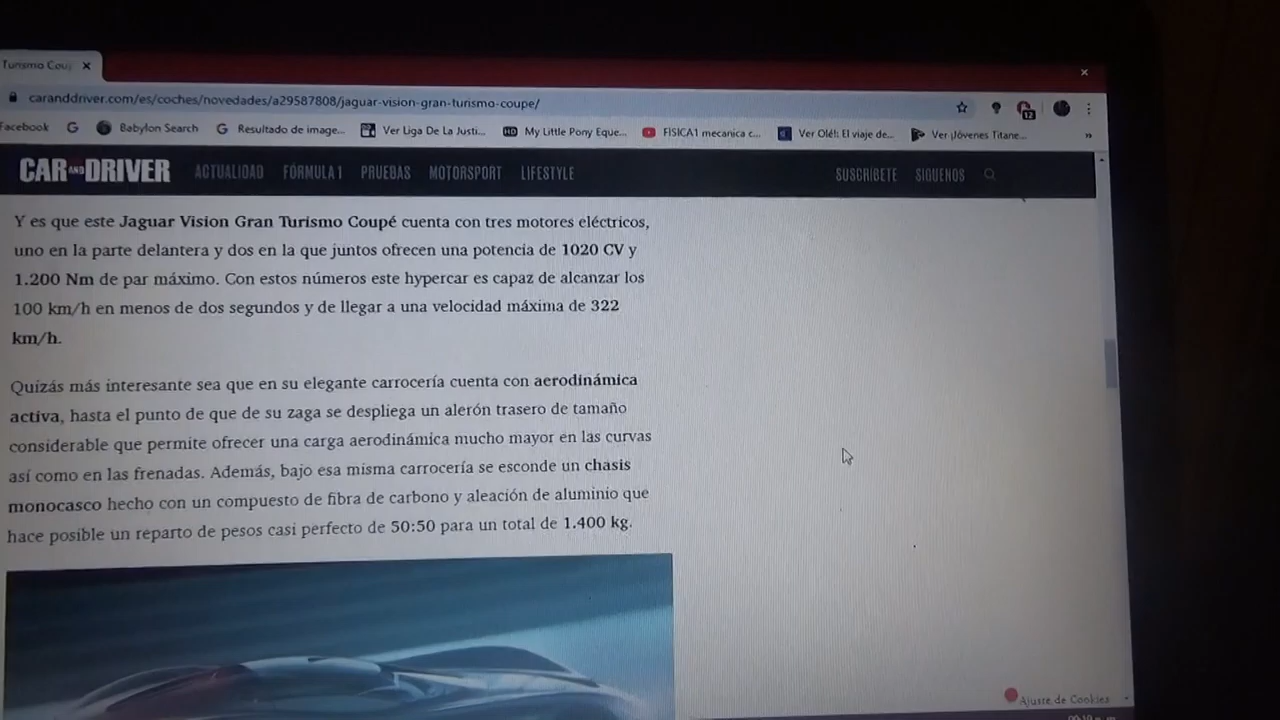 Turismo Coup
caranddriver.com/es/coches/novedades/a29587808/jaguar-vision-gran-turismo-coupe/
Facebook Babylon Search Resultado de image... Ver Liga De La Justi... HD My Little Pony Eque... FÍSICA1 mecanica c... Ver Olé!: El viaje de... Ver ¡Jóvenes Titane... »
CAR AND DRIVER ACTUALIDAD FÓRMULA 1 PRUEBAS MOTORSPORT LIFESTYLE SUSCRÍBETE SÍGUENOS
Y es que este Jaguar Vision Gran Turismo Coupé cuenta con tres motores eléctricos,
uno en la parte delantera y dos en la que juntos ofrecen una potencia de 1020 CV y
1.200 Nm de par máximo. Con estos números este hypercar es capaz de alcanzar los
100 km/h en menos de dos segundos y de llegar a una velocidad máxima de 322
km/h.
Quizás más interesante sea que en su elegante carrocería cuenta con aerodinámica
activa, hasta el punto de que de su zaga se despliega un alerón trasero de tamaño
considerable que permite ofrecer una carga aerodinámica mucho mayor en las curvas
así como en las frenadas. Además, bajo esa misma carrocería se esconde un chasis
monocasco hecho con un compuesto de fibra de carbono y aleación de aluminio que
hace posible un reparto de pesos casi perfecto de 50:50 para un total de 1.400 kg.
Ajuste de Cookies